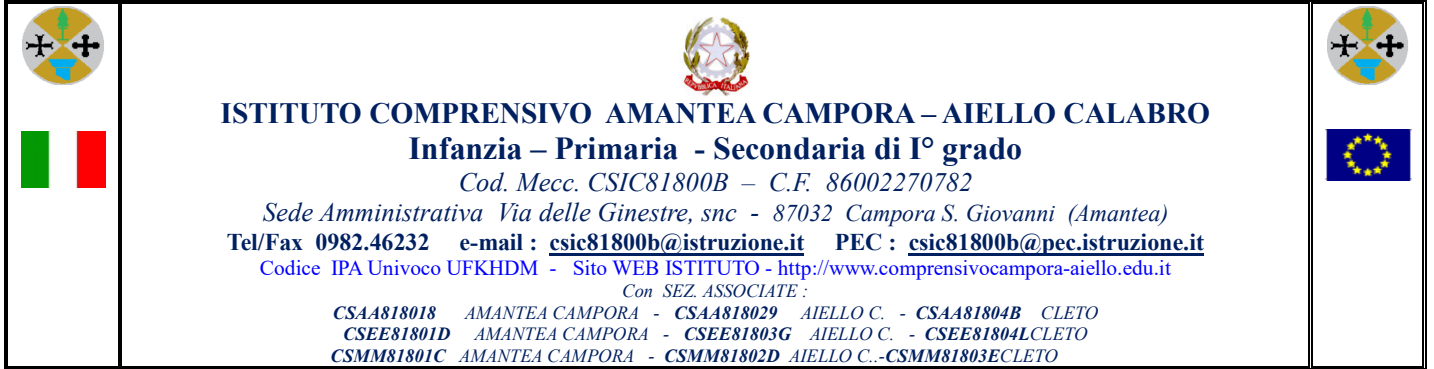 REPVBBLICA ITALIANA
ISTITUTO COMPRENSIVO AMANTEA CAMPORA – AIELLO CALABRO
Infanzia – Primaria - Secondaria di I° grado
Cod. Mecc. CSIC81800B – C.F. 86002270782
Sede Amministrativa Via delle Ginestre, snc - 87032 Campora S. Giovanni (Amantea)
Tel/Fax 0982.46232 e-mail : csic81800b@istruzione.it PEC : csic81800b@pec.istruzione.it
Codice IPA Univoco UFKHDM - Sito WEB ISTITUTO - http://www.comprensivocampora-aiello.edu.it
Con SEZ. ASSOCIATE :
CSAA818018 AMANTEA CAMPORA - CSAA818029 AIELLO C. - CSAA81804B CLETO
CSEE81801D AMANTEA CAMPORA - CSEE81803G AIELLO C. - CSEE81804LCLETO
CSMM81801C AMANTEA CAMPORA - CSMM81802D AIELLO C..-CSMM81803ECLETO